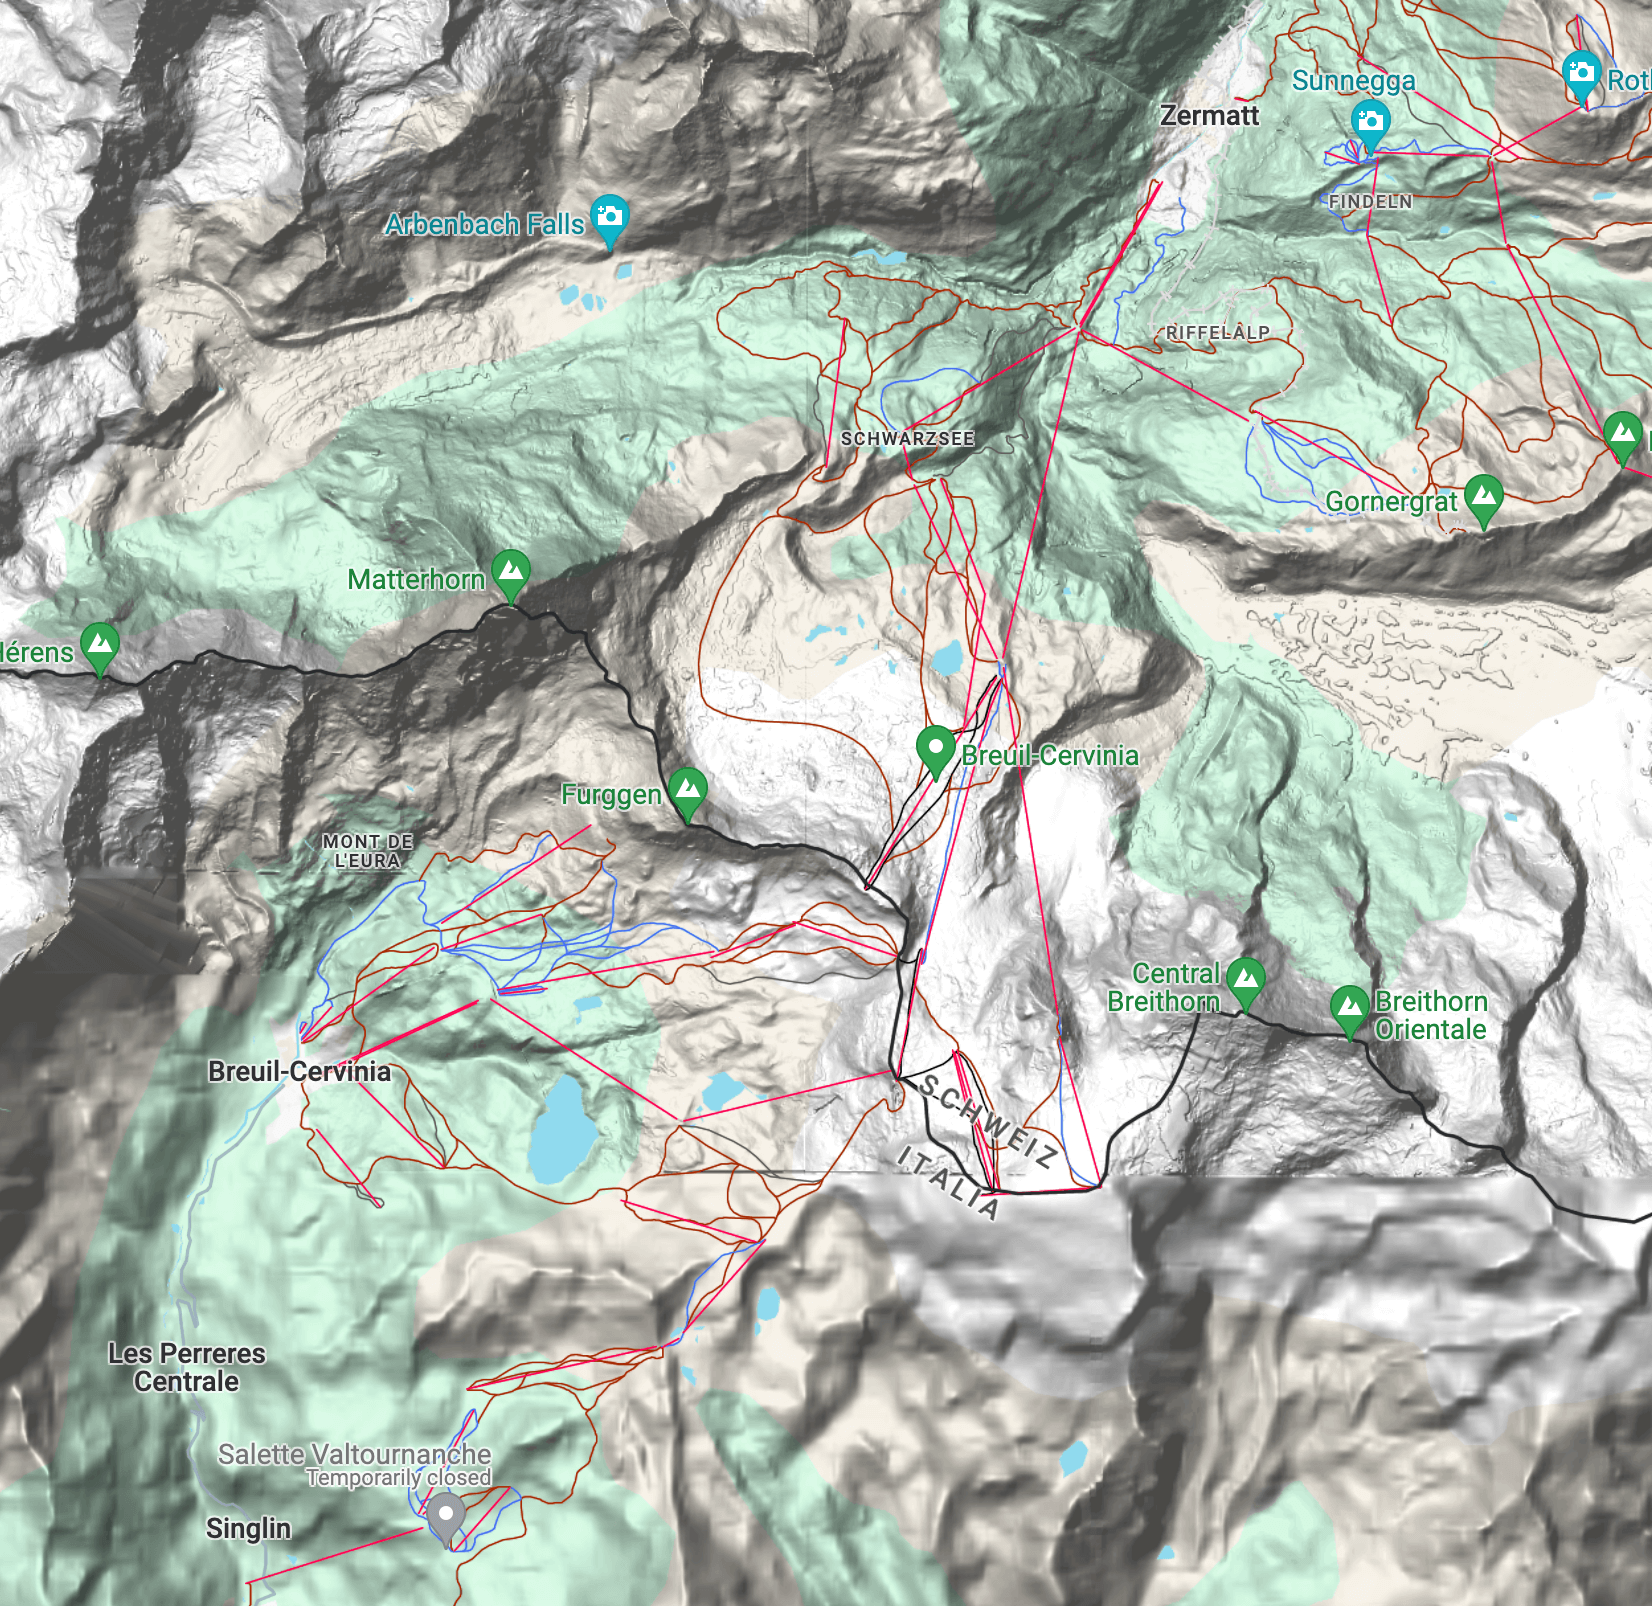 Sunnegga
Rot
Zermatt
FINDELN
Arbenbach Falls
RIFFELALP
SCHWARZSEE
Gornergrat
Matterhorn
Hérens
Breuil-Cervinia
Furggen
MONT DE
L'EURA
Central
Breithorn
Breithorn
Orientale
Breuil-Cervinia
SCHWEIZ
ITALIA
Les Perreres
Centrale
Salette Valtournanche
Temporarily closed
Singlin